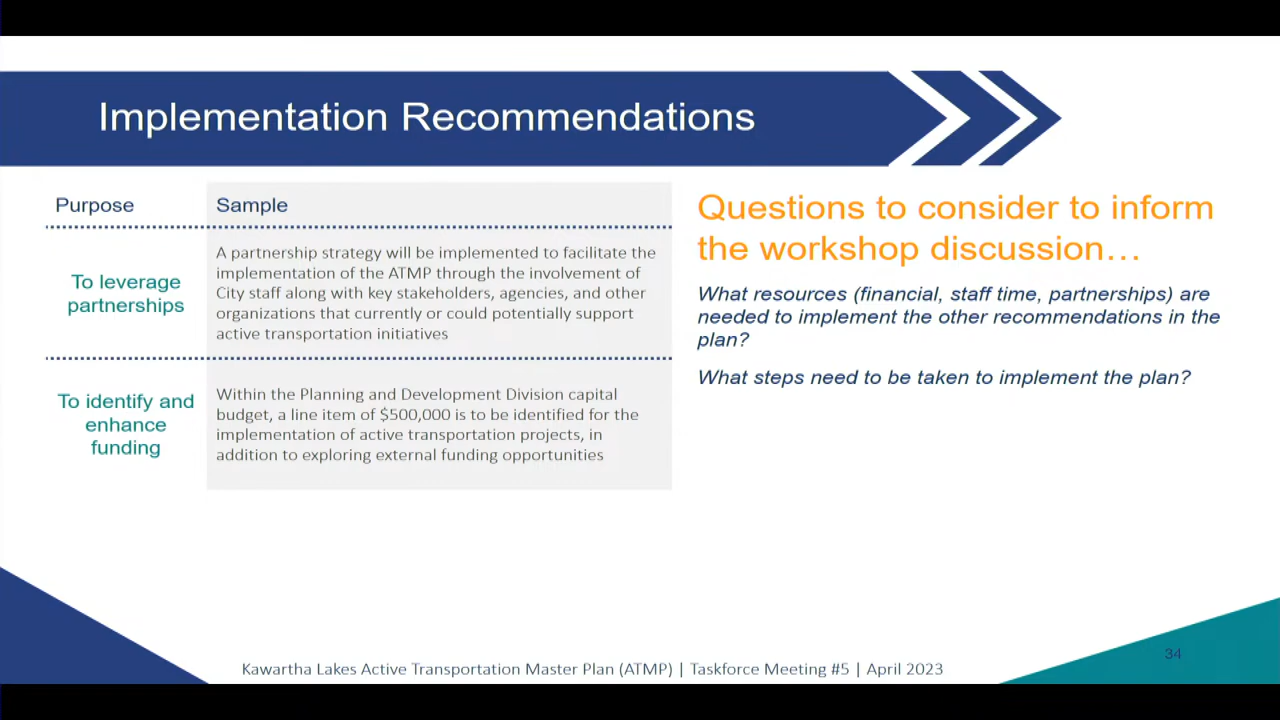 Implementation Recommendations
Purpose
Sample
To leverage
partnerships
A partnership strategy will be implemented to facilitate the
implementation of the ATMP through the involvement of
City staff along with key stakeholders, agencies, and other
organizations that currently or could potentially support
active transportation initiatives
To identify and
enhance
funding
Within the Planning and Development Division capital
budget, a line item of $500,000 is to be identified for the
implementation of active transportation projects, in
addition to exploring external funding opportunities
Questions to consider to inform
the workshop discussion…
What resources (financial, staff time, partnerships) are
needed to implement the other recommendations in the
plan?
What steps need to be taken to implement the plan?
Kawartha Lakes Active Transportation Master Plan (ATMP) | Taskforce Meeting #5 | April 2023
34